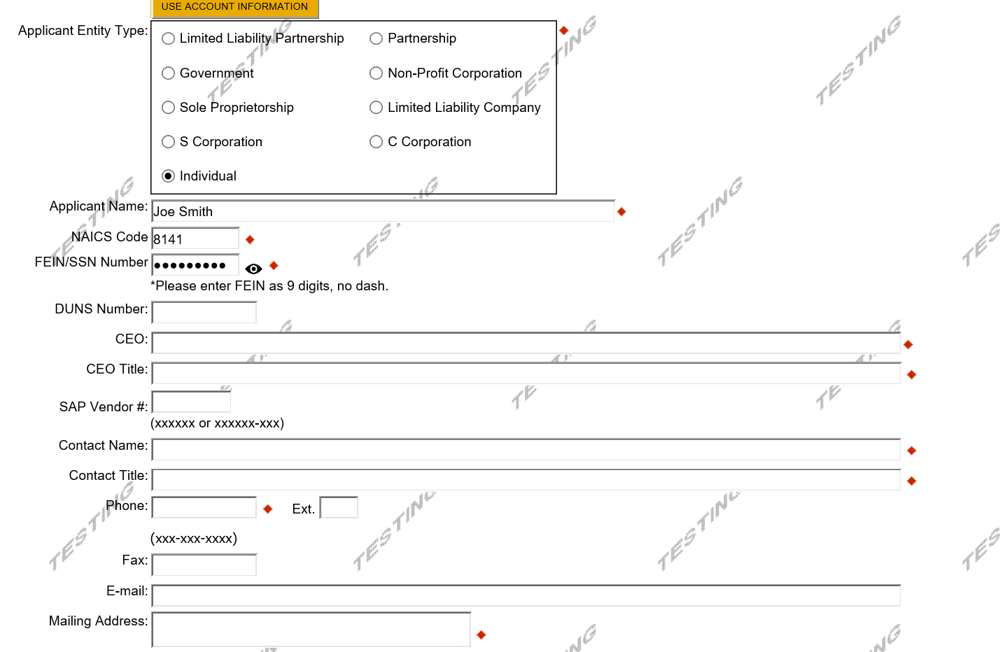 USE ACCOUNT INFORMATION
Applicant Entity Type:
Limited Liability Partnership Partnership
Government Non-Profit Corporation
Sole Proprietorship Limited Liability Company
S Corporation C Corporation
Individual
Applicant Name: Joe Smith
NAICS Code 8141
FEIN/SSN Number ●●●●●●●●●
*Please enter FEIN as 9 digits, no dash.
DUNS Number:
CEO:
CEO Title:
SAP Vendor #:
(xxxxxx or xxxxxx-xxx)
Contact Name:
Contact Title:
Phone: Ext.
(xxx-xxx-xxxx)
Fax:
E-mail:
Mailing Address:
TESTING
TESTING
TESTING
TESTING
TESTING
TESTING
TESTING
TESTING